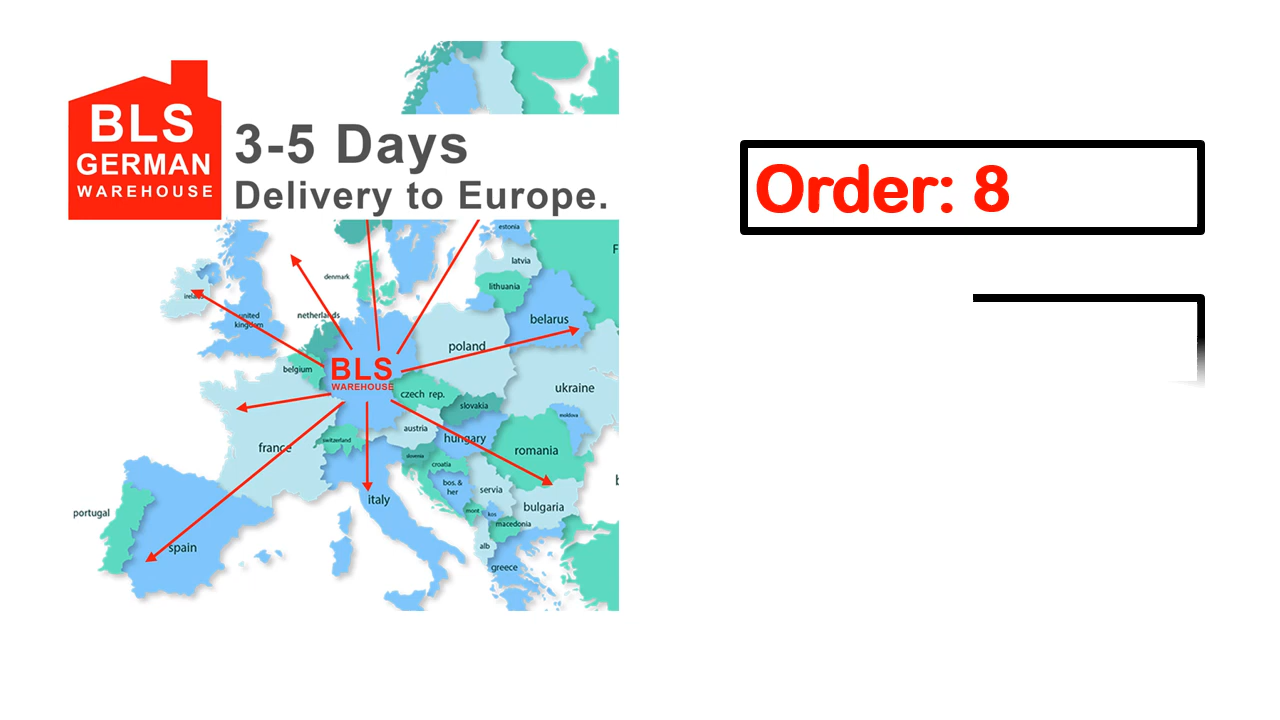 BLS
GERMAN
WAREHOUSE
3-5 Days
Delivery to Europe.
Order: 8
estonia
latvia
lithuania
denmark
ireland
united
kingdom
netherlands
belarus
poland
belgium
BLS
WAREHOUSE
czech rep.
ukraine
slovakia
moldova
austria
hungary
france
switzerland
romania
slovenia
croatia
bos. &
her
servia
italy
bulgaria
mont
kos
macedonia
portugal
spain
alb
greece